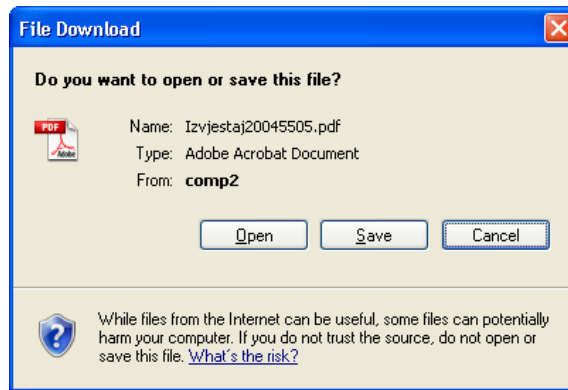 File Download
Do you want to open or save this file?
PDF
Adobe
Name: Izvjestaj20045505.pdf
Type: Adobe Acrobat Document
From: comp2
Open Save Cancel
While files from the Internet can be useful, some files can potentially
harm your computer. If you do not trust the source, do not open or
save this file. What's the risk?